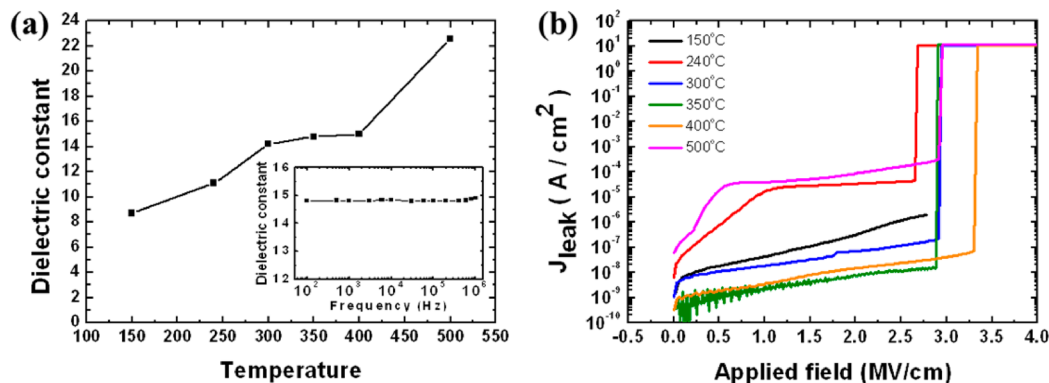 (a)
24
22
20
18
16
14
12
10
8
6
4
2
0
Dielectric constant
100 150 200 250 300 350 400 450 500 550
Temperature
16
15
14
13
12
Dielectric constant
10² 10³ 10⁴ 10⁵ 10⁶
Frequency (Hz)
(b)
10²
10¹
10⁰
10⁻¹
10⁻²
10⁻³
10⁻⁴
10⁻⁵
10⁻⁶
10⁻⁷
10⁻⁸
10⁻⁹
10⁻¹⁰
J_leak ( A / cm²)
150°C
240°C
300°C
350°C
400°C
500°C
-0.5 0.0 0.5 1.0 1.5 2.0 2.5 3.0 3.5 4.0
Applied field (MV/cm)